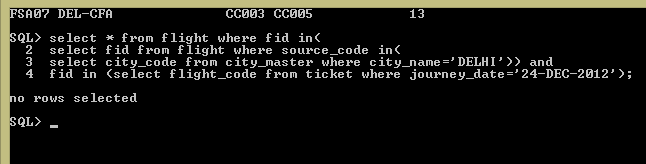 FSA07 DEL-CFA CC003 CC005 13
SQL> select * from flight where fid in(
2 select fid from flight where source_code in(
3 select city_code from city_master where city_name='DELHI')) and
4 fid in (select flight_code from ticket where journey_date='24-DEC-2012');
no rows selected
SQL> _